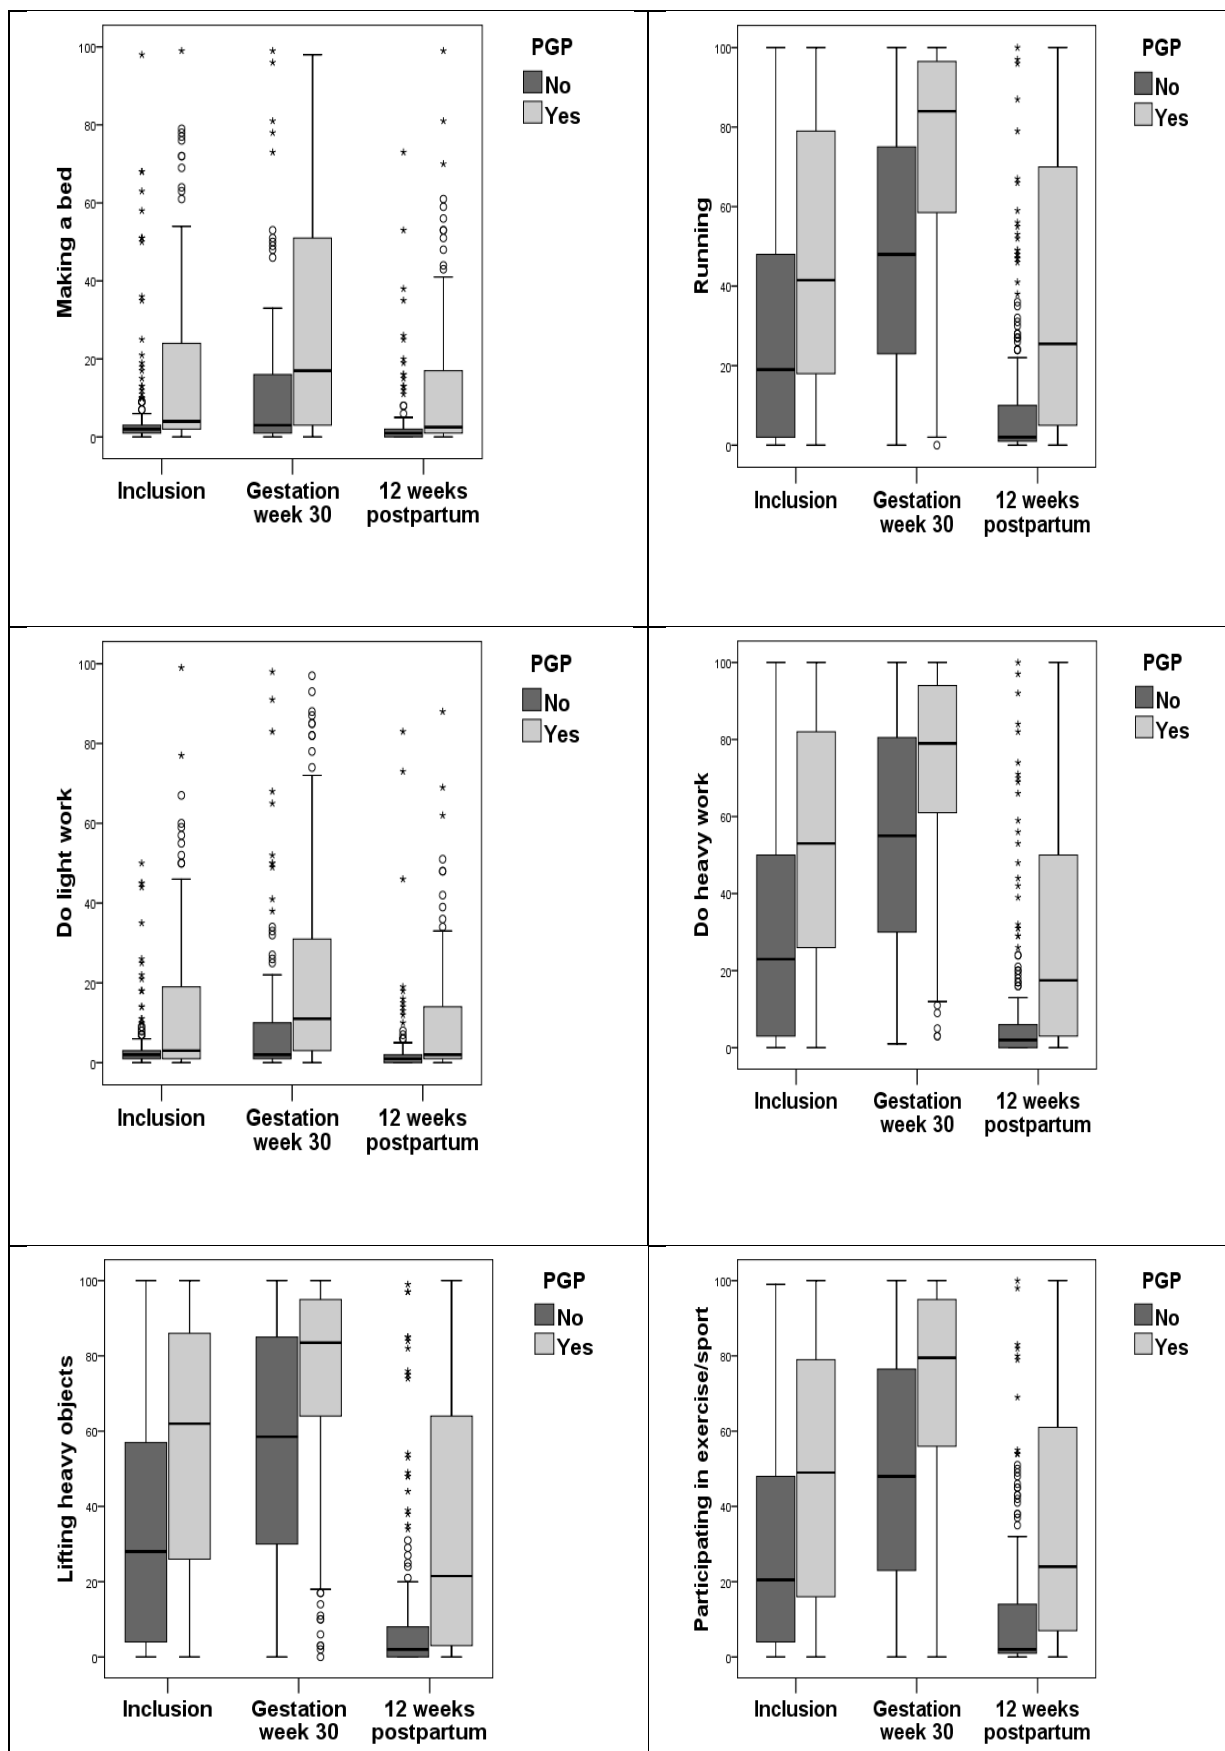 Making a bed
100
80
60
40
20
0
PGP
No
Yes
Inclusion
Gestation week 30
12 weeks postpartum
Running
100
80
60
40
20
0
PGP
No
Yes
Inclusion
Gestation week 30
12 weeks postpartum
Do light work
100
80
60
40
20
0
PGP
No
Yes
Inclusion
Gestation week 30
12 weeks postpartum
Do heavy work
100
80
60
40
20
0
PGP
No
Yes
Inclusion
Gestation week 30
12 weeks postpartum
Lifting heavy objects
100
80
60
40
20
0
PGP
No
Yes
Inclusion
Gestation week 30
12 weeks postpartum
Participating in exercise/sport
100
80
60
40
20
0
PGP
No
Yes
Inclusion
Gestation week 30
12 weeks postpartum